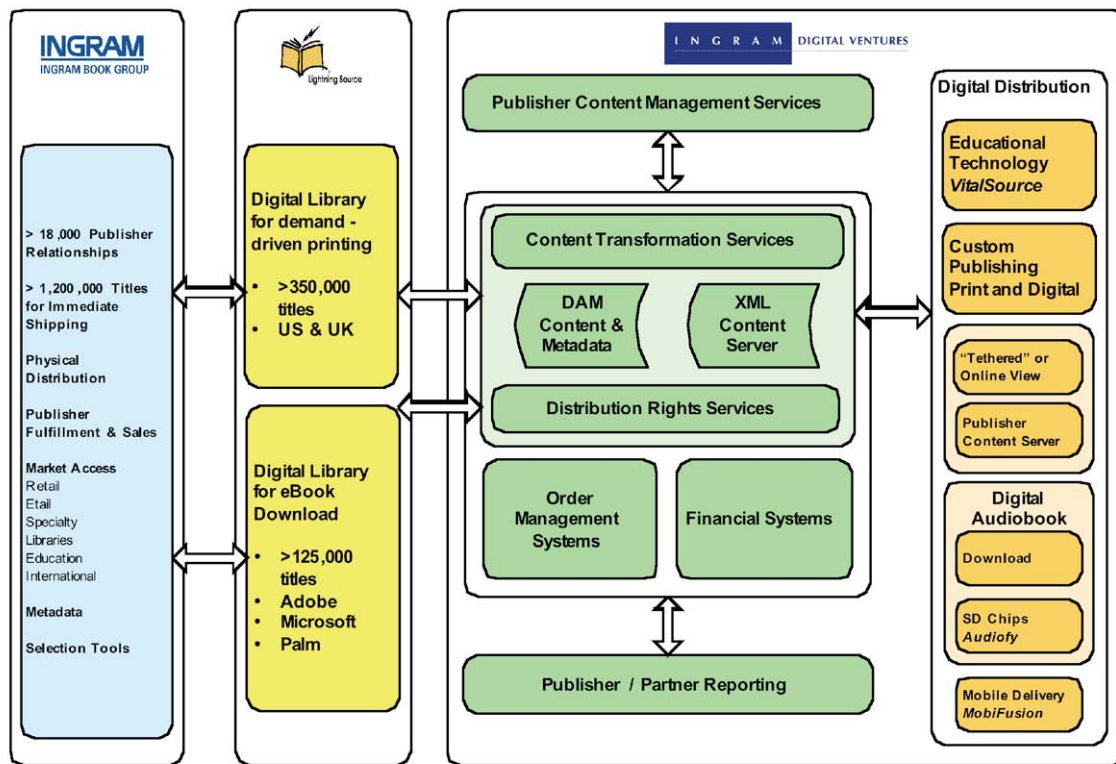 INGRAM
INGRAM BOOK GROUP
> 18,000 Publisher
Relationships
> 1,200,000 Titles
for Immediate
Shipping
Physical
Distribution
Publisher
Fulfillment & Sales
Market Access
Retail
Etail
Specialty
Libraries
Education
International
Metadata
Selection Tools
Lightning Source
Digital Library
for demand -
driven printing
• >350,000
titles
• US & UK
Digital Library
for eBook
Download
• >125,000
titles
• Adobe
• Microsoft
• Palm
INGRAM DIGITAL VENTURES
Publisher Content Management Services
Content Transformation Services
DAM
Content &
Metadata
XML
Content
Server
Distribution Rights Services
Order
Management
Systems
Financial Systems
Publisher / Partner Reporting
Digital Distribution
Educational
Technology
VitalSource
Custom
Publishing
Print and Digital
“Tethered” or
Online View
Publisher
Content Server
Digital
Audiobook
Download
SD Chips
Audiofy
Mobile Delivery
MobiFusion